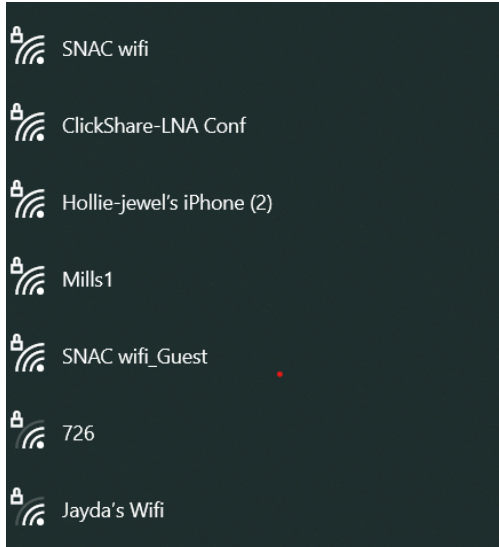 SNAC wifi
ClickShare-LNA Conf
Hollie-jewel's iPhone (2)
Mills1
SNAC wifi_Guest
726
Jayda's Wifi